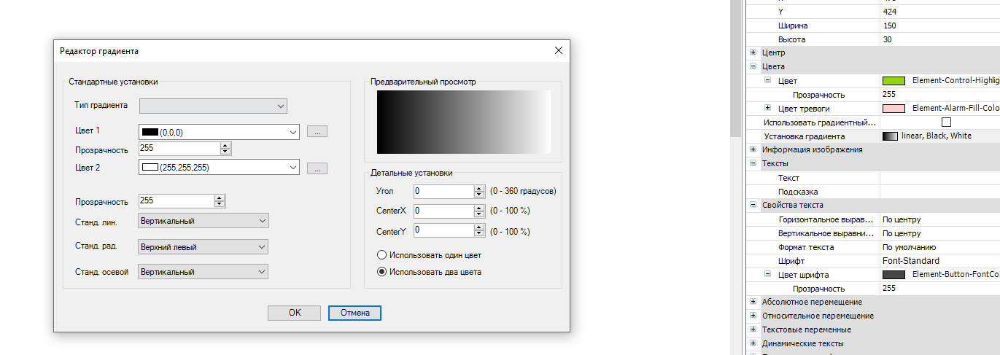 Редактор градиента
Стандартные установки
Тип градиента
Цвет 1
(0,0,0)
...
Прозрачность
255
Цвет 2
(255,255,255)
...
Прозрачность
255
Станд. лин.
Вертикальный
Станд. рад.
Верхний левый
Станд. осевой
Вертикальный
Предварительный просмотр
Детальные установки
Угол 0 (0 - 360 градусов)
CenterX 0 (0 - 100 %)
CenterY 0 (0 - 100 %)
Использовать один цвет
Использовать два цвета
OK
Отмена
Y 424
Ширина 150
Высота 30
Центр
Цвета
Цвет Element-Control-Highlig
Прозрачность 255
Цвет тревоги Element-Alarm-Fill-Colo
Использовать градиентный...
Установка градиента linear, Black, White
Информация изображения
Тексты
Текст
Подсказка
Свойства текста
Горизонтальное вырав... По центру
Вертикальное выравни... По центру
Формат текста По умолчанию
Шрифт Font-Standard
Цвет шрифта Element-Button-FontCol
Прозрачность 255
Абсолютное перемещение
Относительное перемещение
Текстовые переменные
Динамические тексты